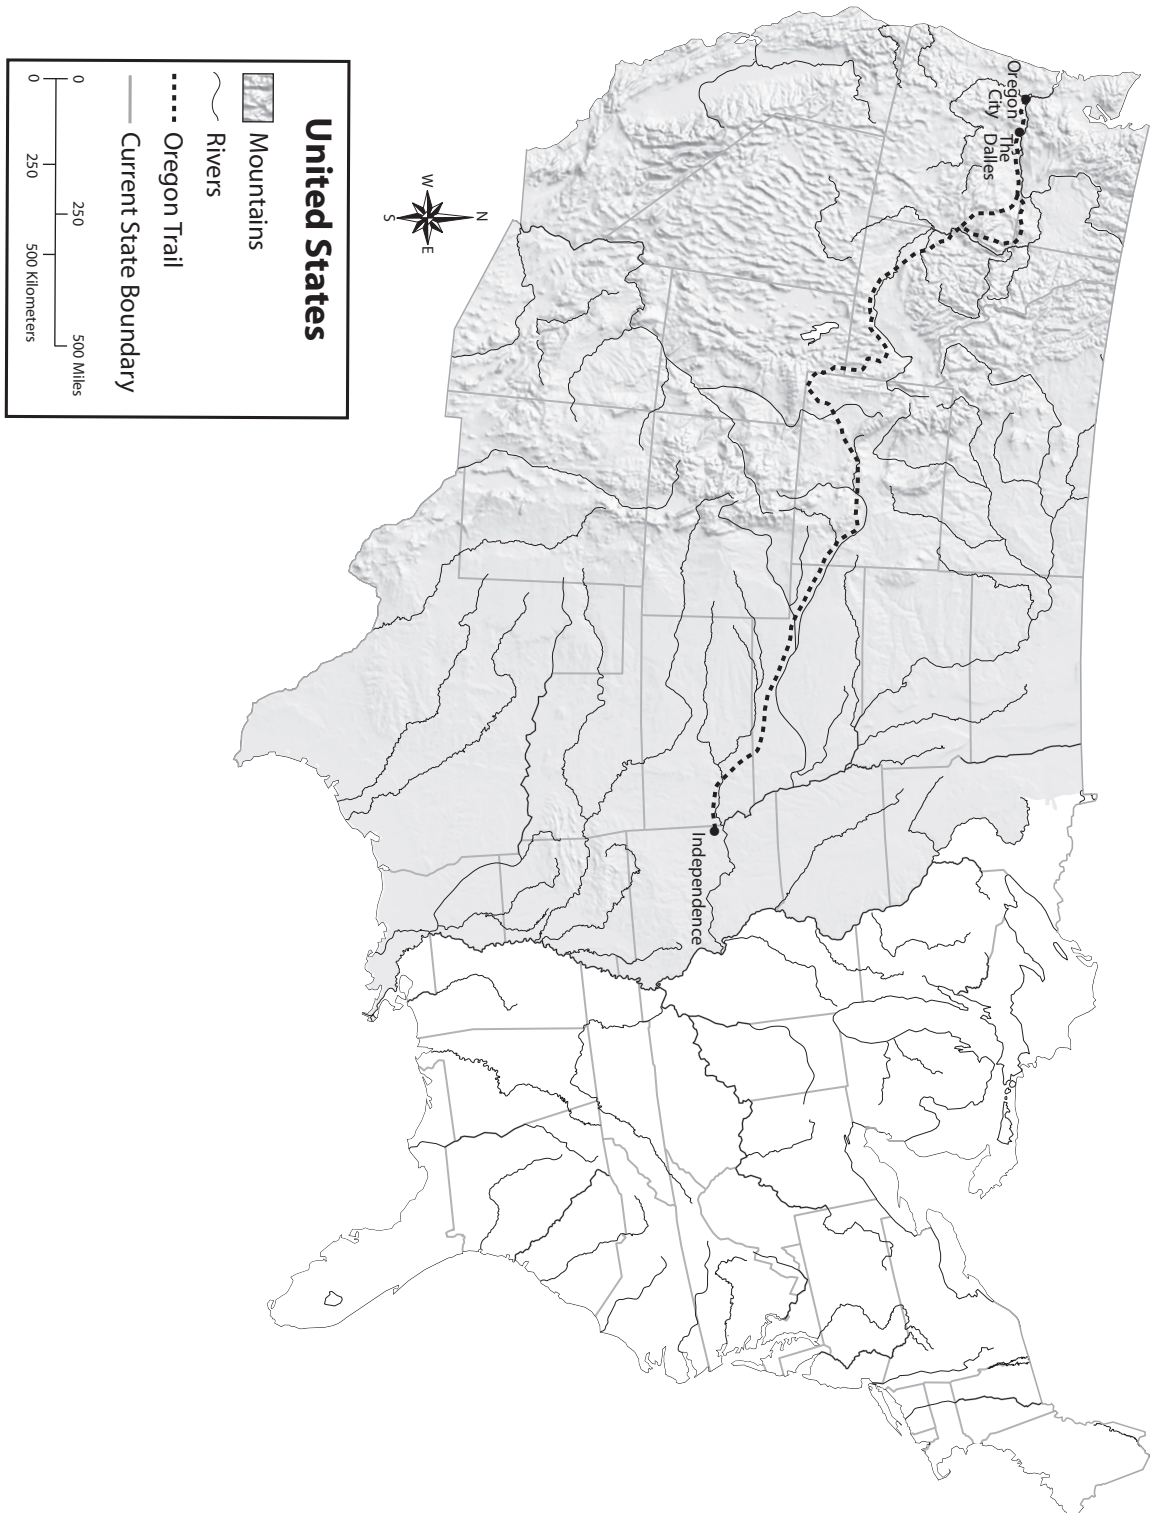 Oregon
City
The
Dalles
Independence
N
W
E
S
United States
Mountains
Rivers
Oregon Trail
Current State Boundary
0 250 500 Miles
0 250 500 Kilometers